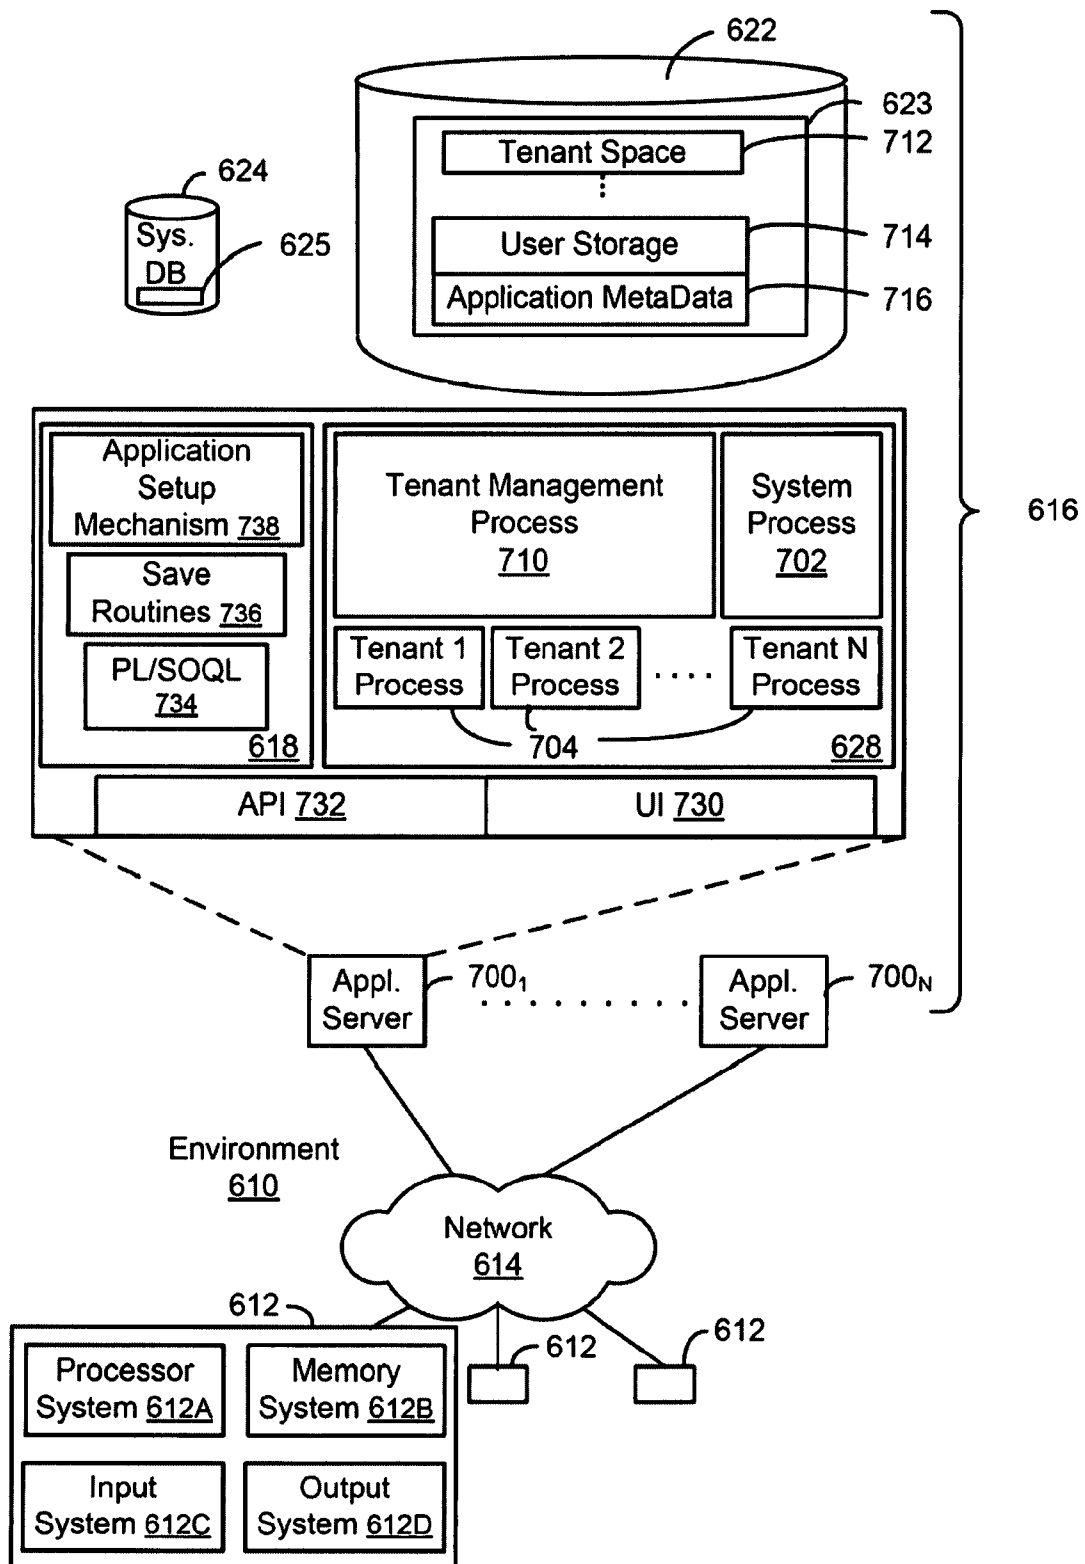 622
623
Tenant Space
712
624
Sys.
DB
625
User Storage
714
Application MetaData
716
616
Application
Setup
Mechanism 738
Tenant Management
Process
710
System
Process
702
Save
Routines 736
PL/SOQL
734
618
Tenant 1
Process
Tenant 2
Process
Tenant N
Process
704
628
API 732
UI 730
Appl.
Server
700₁
Appl.
Server
700N
Environment
610
Network
614
612
612
612
Processor
System 612A
Memory
System 612B
Input
System 612C
Output
System 612D